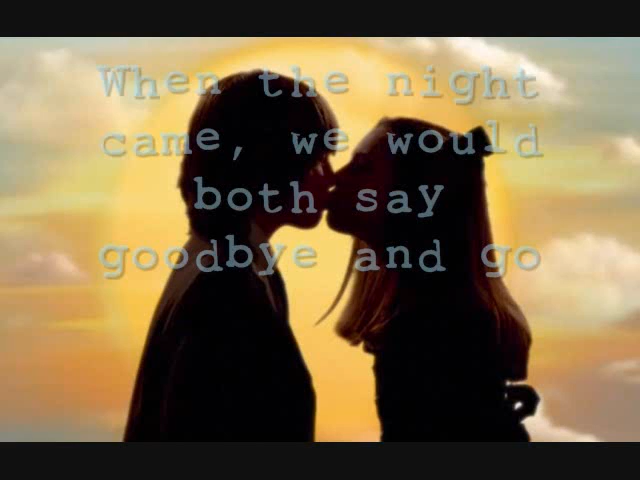 When the night
came, we would
both say
goodbye and go